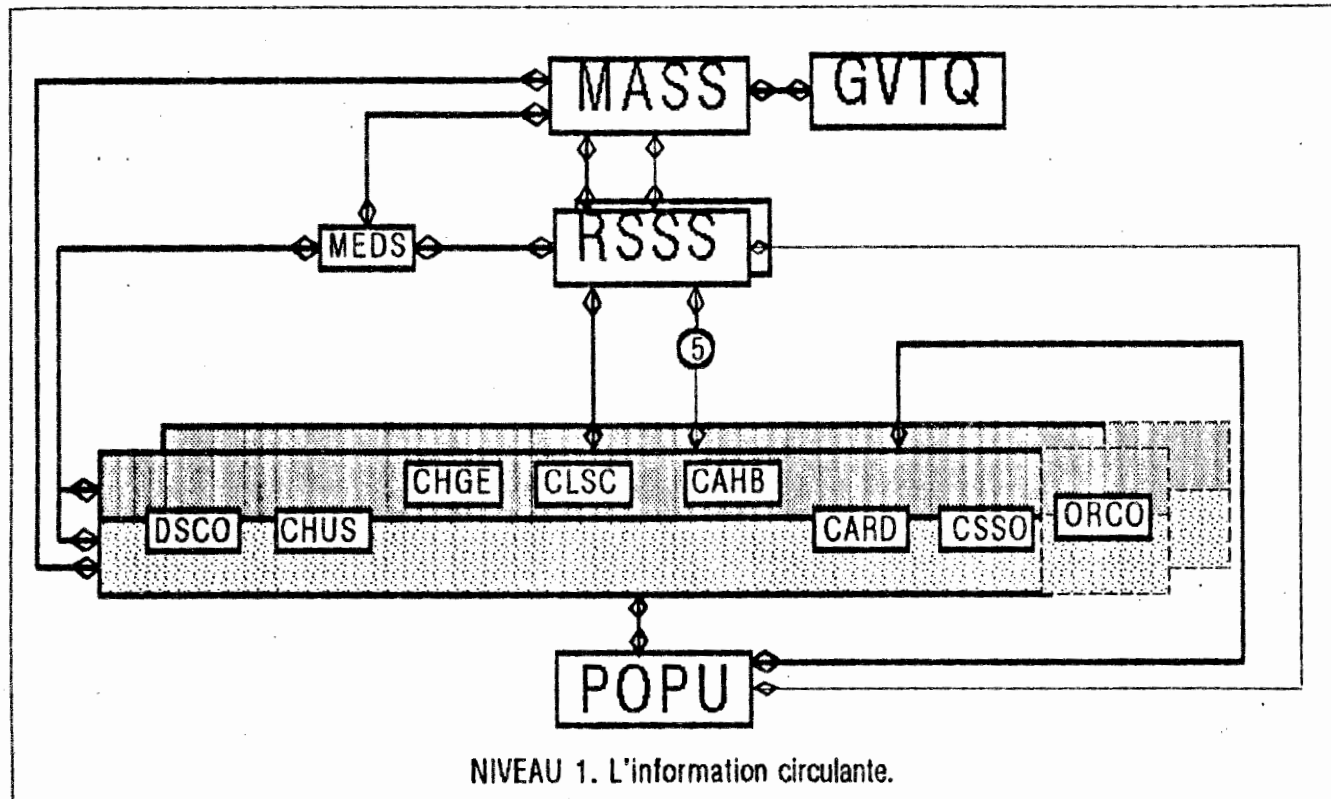 MASS
GVTQ
MEDS
RSSS
5
CHGE
CLSC
CAHB
DSCO
CHUS
CARD
CSSO
ORCO
POPU
NIVEAU 1. L'information circulante.